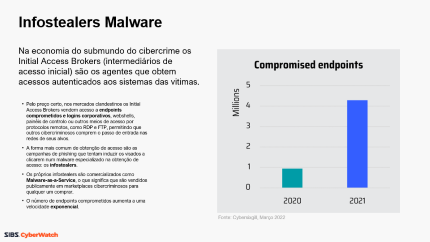 Infostealers Malware
Na economia do submundo do cibercrime os
Initial Access Brokers (intermediários de
acesso inicial) são os agentes que obtem
acessos autenticados aos sistemas das vitimas.
• Pelo preço certo, nos mercados clandestinos os Initial
Access Brokers vendem acesso a endpoints
comprometidos e logins corporativos, webshells,
painéis de controlo ou outros meios de acesso por
protocolos remotos, como RDP e FTP, permitindo que
outros cibercriminosos comprem o passe de entrada nas
redes de seus alvos.
• A forma mais comum de obtenção de acesso são as
campanhas de phishing que tentam induzir os visados a
clicarem num malware especializado na obtenção de
acesso; os infostealers.
• Os próprios infostealers são comercializados como
Malware-as-a-Service, o que significa que são vendidos
publicamente em marketplaces cibercriminosos para
qualquer um comprar.
• O número de endpoints comprometidos aumenta a uma
velocidade exponencial.
Compromised endpoints
Millions
5
4
3
2
1
0
2020
2021
Fonte: Março 2022
SIBS CyberWatch